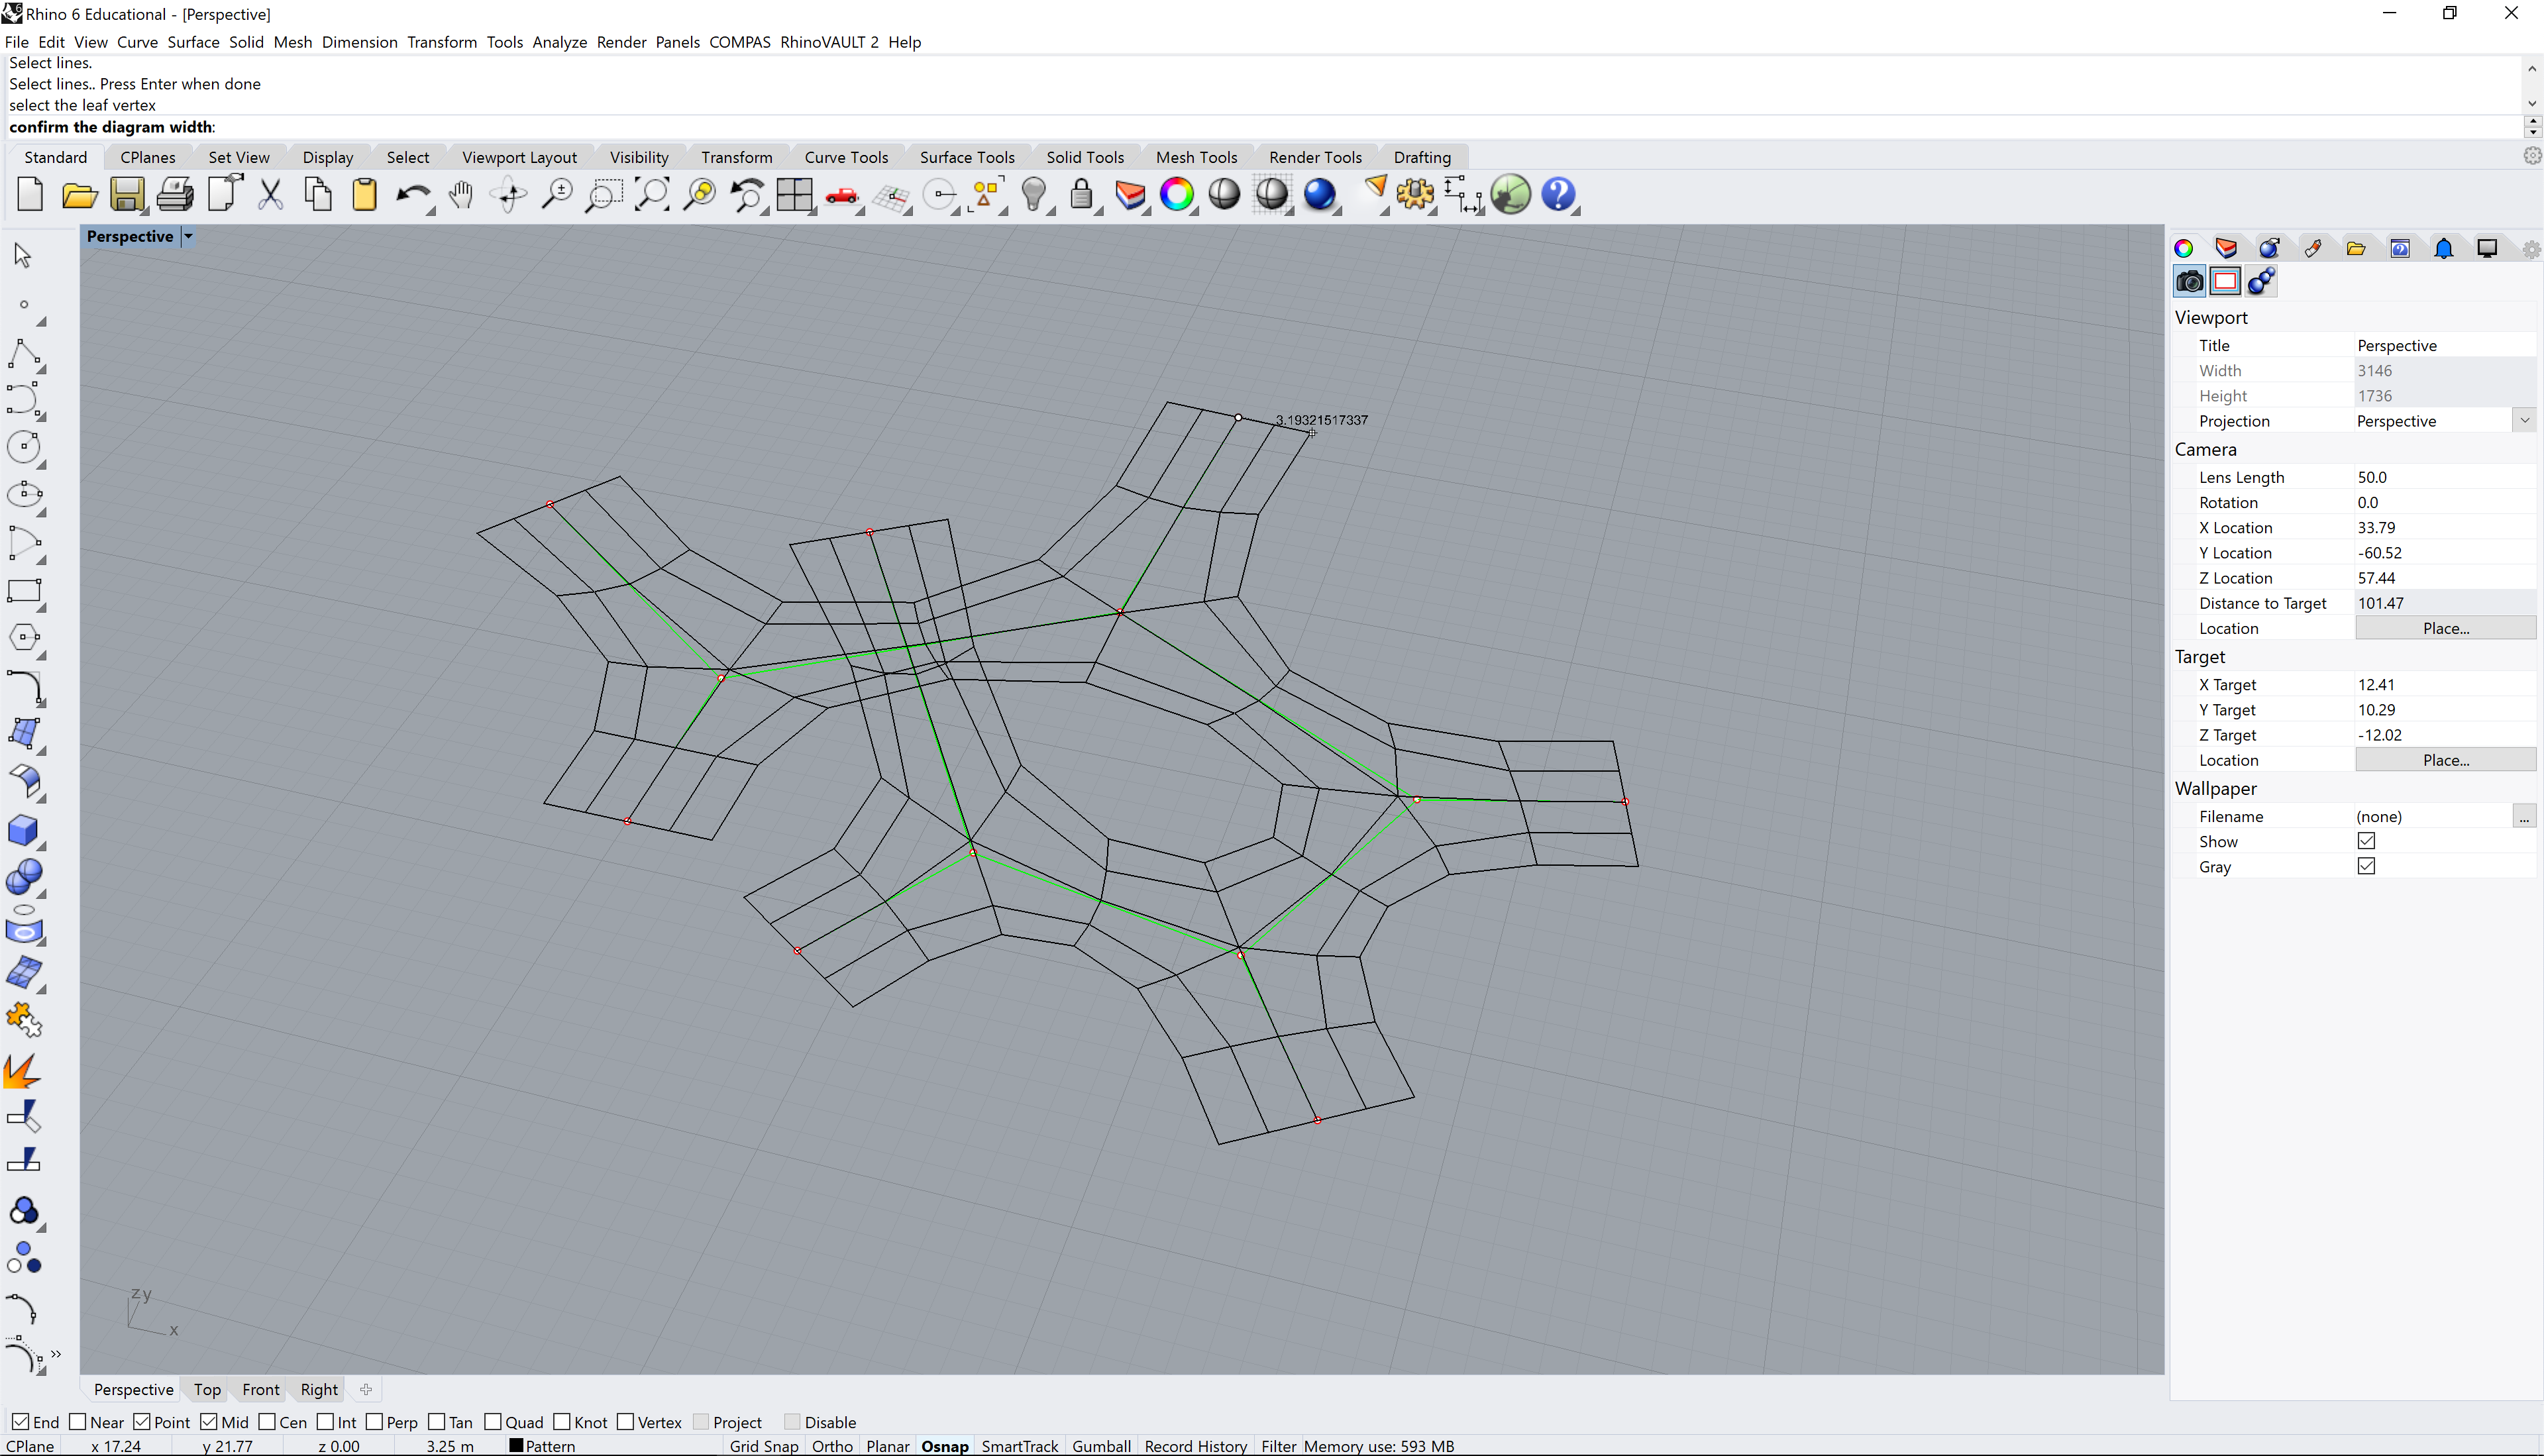 Rhino 6 Educational - [Perspective]
File Edit View Curve Surface Solid Mesh Dimension Transform Tools Analyze Render Panels COMPAS RhinoVAULT 2 Help
Select lines.
Select lines.. Press Enter when done
select the leaf vertex
confirm the diagram width:
Standard CPlanes Set View Display Select Viewport Layout Visibility Transform Curve Tools Surface Tools Solid Tools Mesh Tools Render Tools Drafting
Perspective
3.19321517337
z y
x
Viewport
Title Perspective
Width 3146
Height 1736
Projection Perspective
Camera
Lens Length 50.0
Rotation 0.0
X Location 33.79
Y Location -60.52
Z Location 57.44
Distance to Target 101.47
Location Place...
Target
X Target 12.41
Y Target 10.29
Z Target -12.02
Location Place...
Wallpaper
Filename (none) ...
Show
Gray
Perspective Top Front Right
End Near Point Mid Cen Int Perp Tan Quad Knot Vertex Project Disable
CPlane x 17.24 y 21.77 z 0.00 3.25 m Pattern Grid Snap Ortho Planar Osnap SmartTrack Gumball Record History Filter Memory use: 593 MB